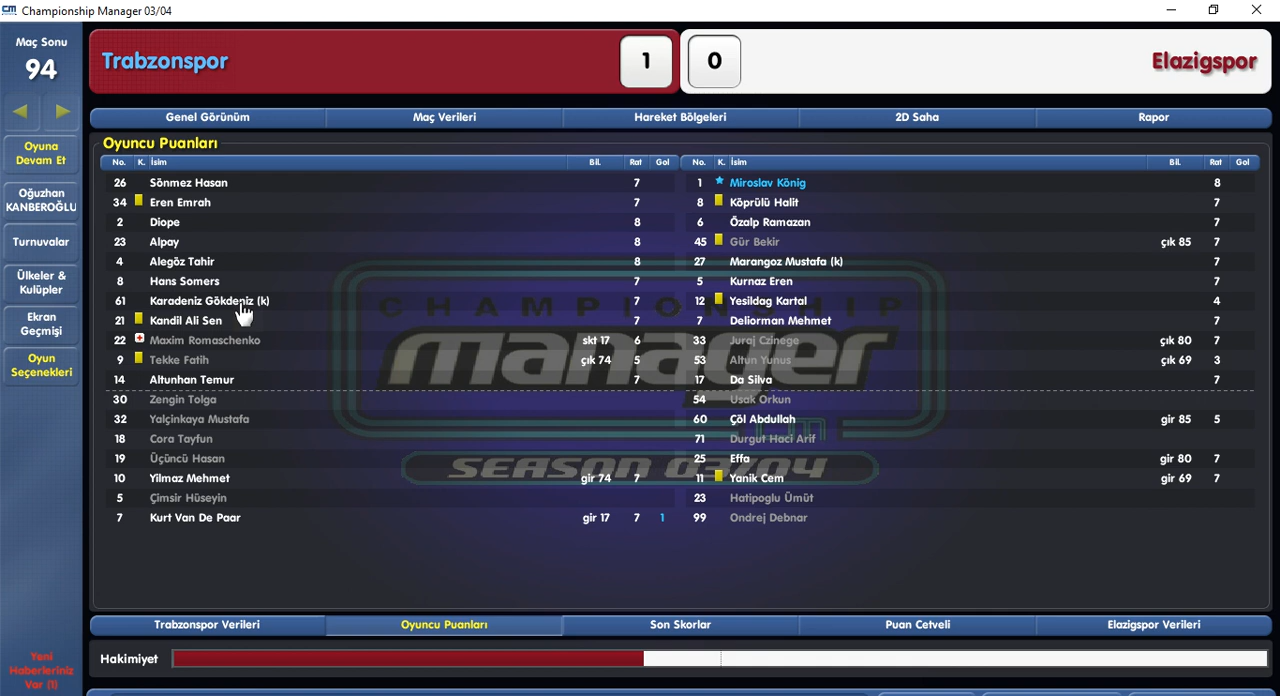 Championship Manager 03/04
Maç Sonu
94
Trabzonspor 1 0 Elazigspor
Genel Görünüm Maç Verileri Hareket Bölgeleri 2D Saha Rapor
Oyuna
Devam Et
Oğuzhan
KANBEROĞLU
Turnuvalar
Ülkeler &
Kulüpler
Ekran
Geçmişi
Oyun
Seçenekleri
Yeni
Haberleriniz
Var (1)
Oyuncu Puanları
No. K. İsim Bil. Rat Gol No. K. İsim Bil. Rat Gol
26 Sönmez Hasan 7 1 Miroslav König 8
34 Eren Emrah 7 8 Köprülü Halit 7
2 Diope 8 6 Özalp Ramazan 7
23 Alpay 8 45 Gür Bekir çık 85 7
4 Alegöz Tahir 8 27 Marangoz Mustafa (k) 7
8 Hans Somers 7 5 Kurnaz Eren 7
61 Karadeniz Gökdeniz (k) 7 12 Yesildag Kartal 4
21 Kandil Ali Sen 7 7 Deliorman Mehmet 7
22 Maxim Romaschenko skt 17 6 33 Juraj Czinege çık 80 7
9 Tekke Fatih çık 74 5 53 Altun Yunus çık 69 3
14 Altunhan Temur 7 17 Da Silva 7
30 Zengin Tolga 54 Usak Orkun
32 Yalçinkaya Mustafa 60 Çöl Abdullah gir 85 5
18 Cora Tayfun 71 Durgut Haci Arif
19 Üçüncü Hasan 25 Effa gir 80 7
10 Yilmaz Mehmet gir 74 7 11 Yanik Cem gir 69 7
5 Çimsir Hüseyin 23 Hatipoglu Ümüt
7 Kurt Van De Paar gir 17 7 1 99 Ondrej Debnar
CHAMPIONSHIP
manager
SEASON 03/04
Trabzonspor Verileri Oyuncu Puanları Son Skorlar Puan Cetveli Elazigspor Verileri
Hakimiyet